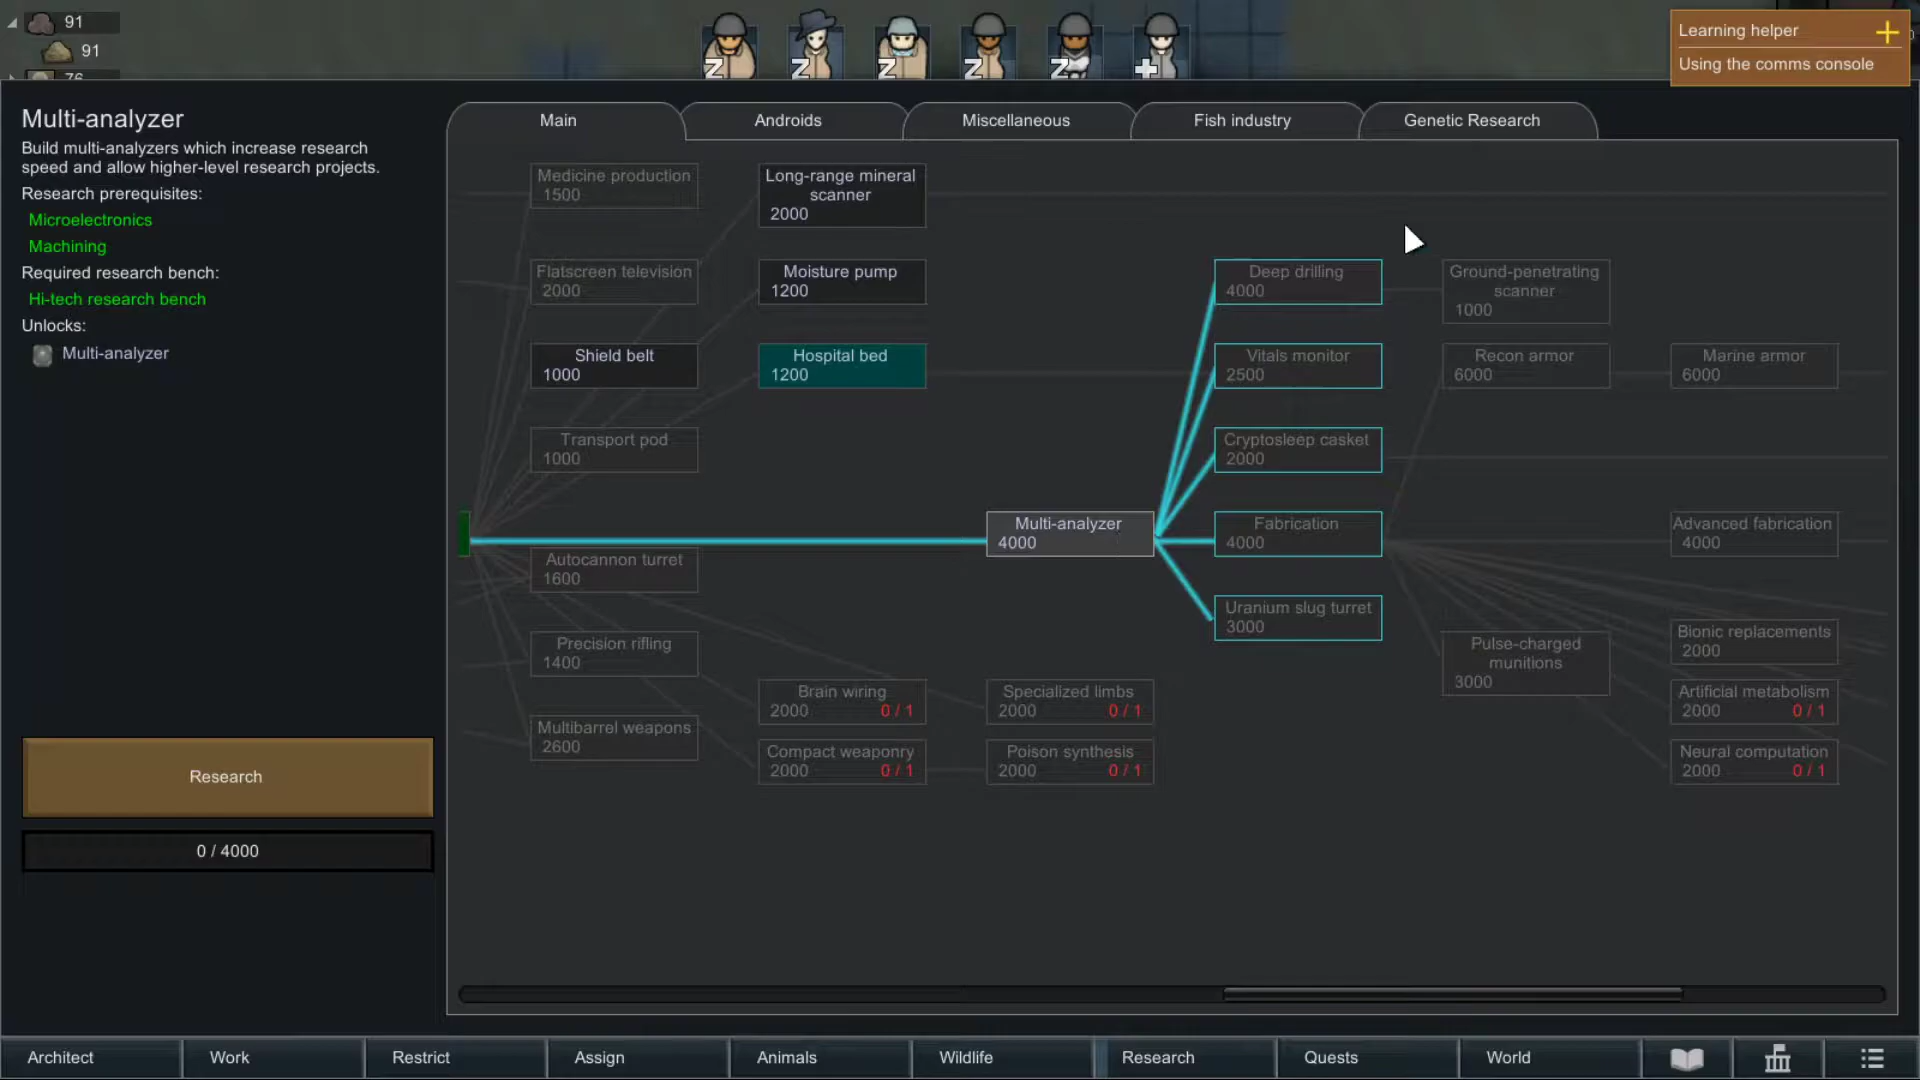 91
91
76
Z
Z
Z
Z
Z
Learning helper
Using the comms console
Multi-analyzer
Build multi-analyzers which increase research
speed and allow higher-level research projects.
Research prerequisites:
Microelectronics
Machining
Required research bench:
Hi-tech research bench
Unlocks:
Multi-analyzer
Research
0 / 4000
Main
Androids
Miscellaneous
Fish industry
Genetic Research
Medicine production
1500
Long-range mineral
scanner
2000
Flatscreen television
2000
Moisture pump
1200
Deep drilling
4000
Ground-penetrating
scanner
1000
Shield belt
1000
Hospital bed
1200
Vitals monitor
2500
Recon armor
6000
Marine armor
6000
Transport pod
1000
Cryptosleep casket
2000
Multi-analyzer
4000
Fabrication
4000
Advanced fabrication
4000
Autocannon turret
1600
Uranium slug turret
3000
Precision rifling
1400
Pulse-charged
munitions
3000
Bionic replacements
2000
Brain wiring
2000 0 / 1
Specialized limbs
2000 0 / 1
Artificial metabolism
2000 0 / 1
Multibarrel weapons
2600
Compact weaponry
2000 0 / 1
Poison synthesis
2000 0 / 1
Neural computation
2000 0 / 1
Architect
Work
Restrict
Assign
Animals
Wildlife
Research
Quests
World